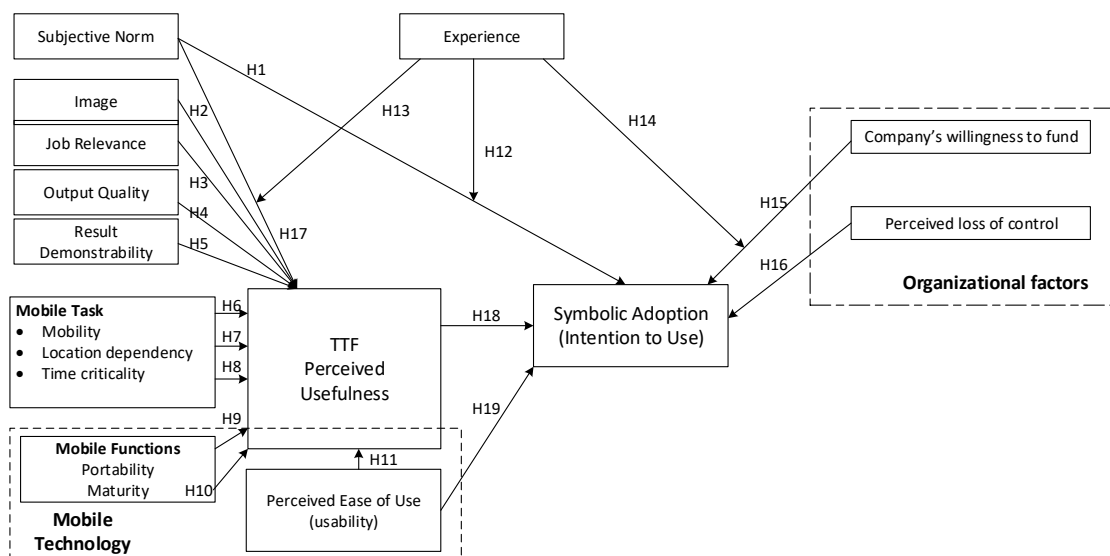 Subjective Norm
Experience
H1
Image
H2
H13
H14
Job Relevance
Company’s willingness to fund
H12
H3
Output Quality
H15
H4
Result
Demonstrability
H5
H17
Perceived loss of control
H16
Organizational factors
Mobile Task
• Mobility
• Location dependency
• Time criticality
H6
H7
H8
TTF
Perceived
Usefulness
H18
Symbolic Adoption
(Intention to Use)
H19
H9
Mobile Functions
Portability
Maturity
H10
H11
Perceived Ease of Use
(usability)
Mobile
Technology